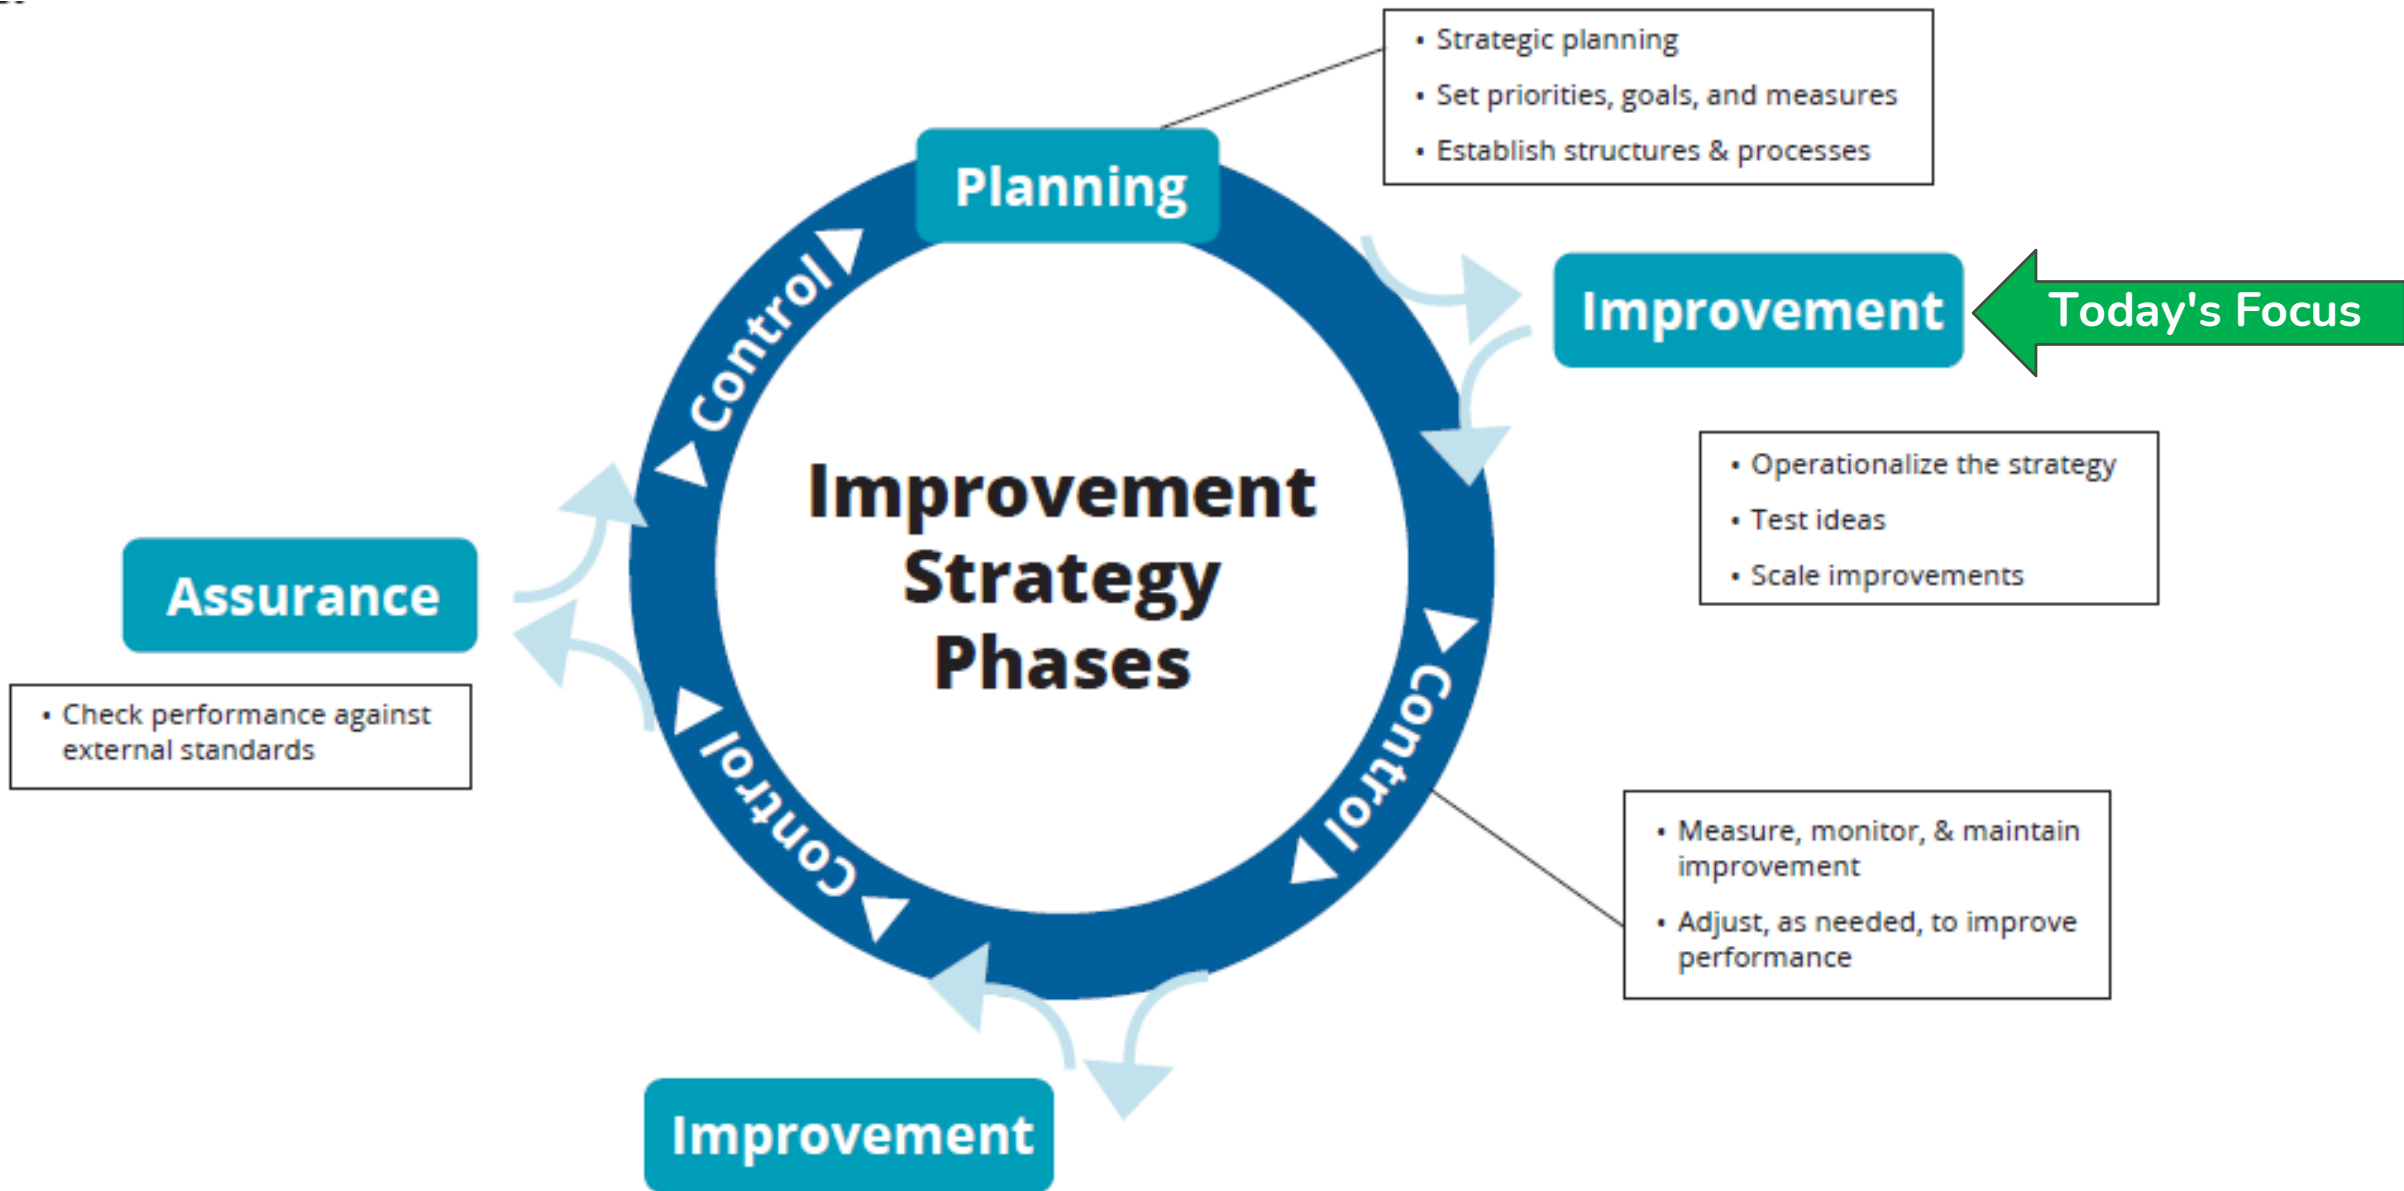 • Strategic planning
• Set priorities, goals, and measures
• Establish structures & processes
Planning
Improvement
Today's Focus
• Operationalize the strategy
• Test ideas
• Scale improvements
Control
Improvement
Strategy
Phases
Assurance
• Check performance against
external standards
Control
Control
• Measure, monitor, & maintain
improvement
• Adjust, as needed, to improve
performance
Improvement